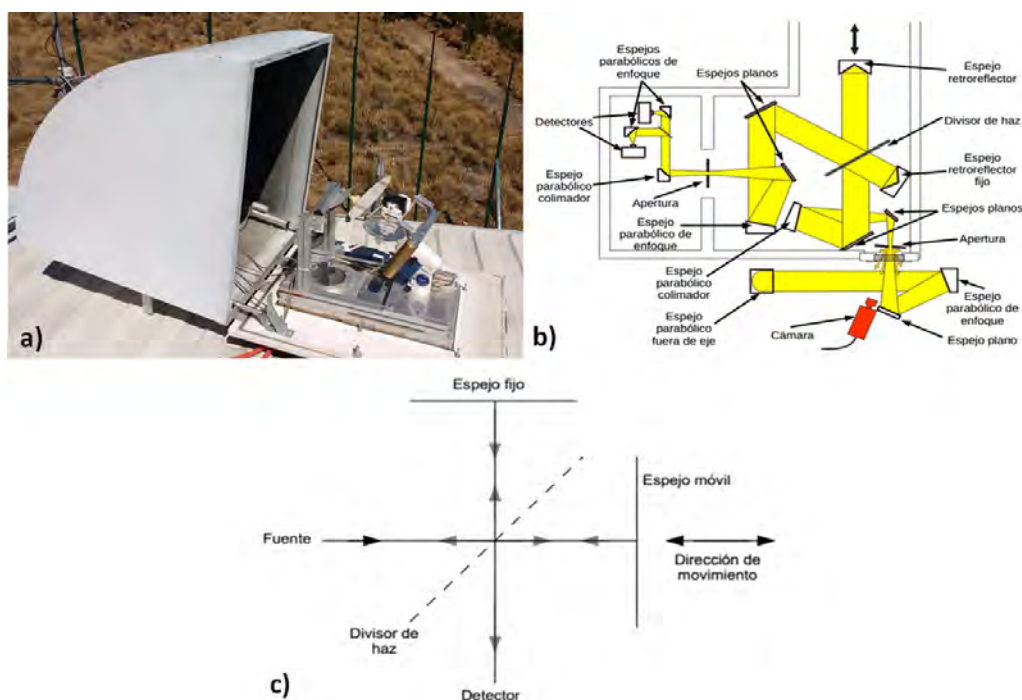 a)
Espejos
parabólicos de
enfoque
Espejos planos
Espejo
retroreflector
Detectores
Divisor de haz
Espejo
parabólico
colimador
Apertura
Espejo
retroreflector
fijo
Espejo
parabólico de
enfoque
Espejos planos
Apertura
Espejo
parabólico
colimador
Espejo
parabólico
fuera de eje
Cámara
Espejo
parabólico de
enfoque
Espejo plano
b)
Espejo fijo
Espejo móvil
Fuente
Dirección de
movimiento
Divisor de
haz
Detector
c)